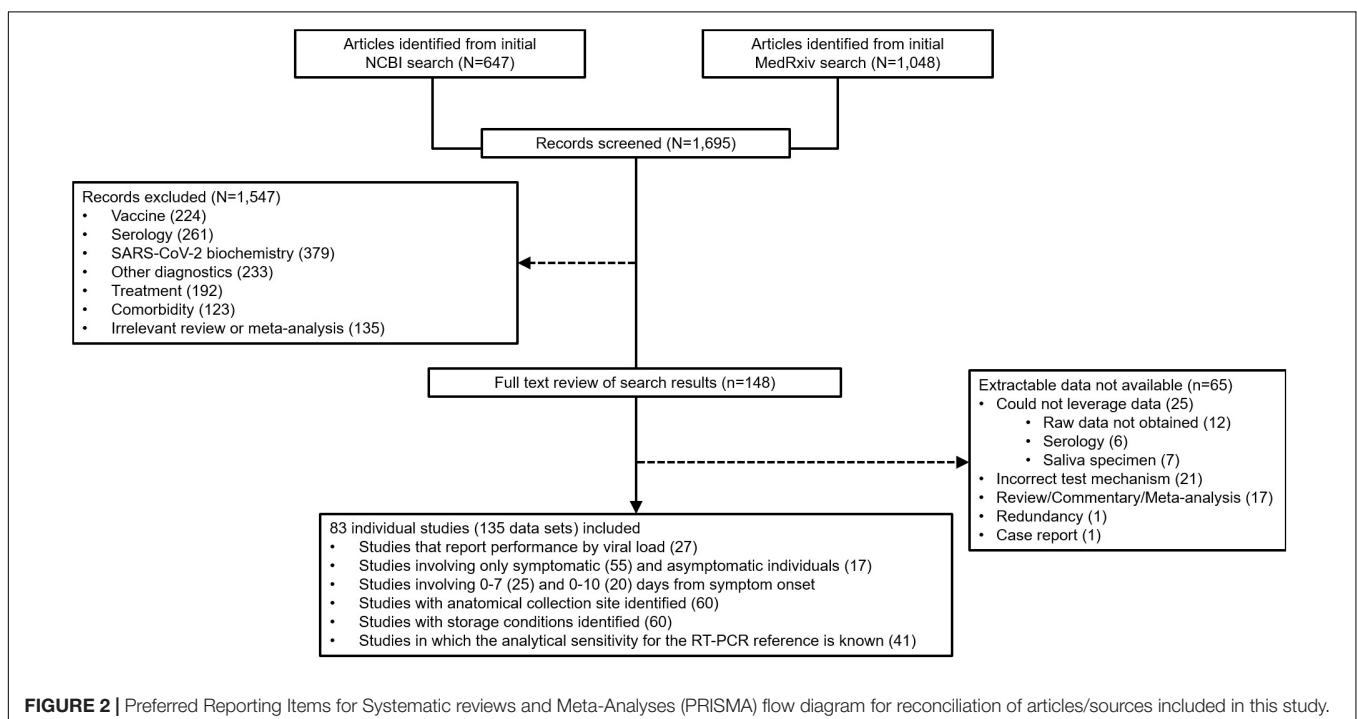 Articles identified from initial
NCBI search (N=647)
Articles identified from initial
MedRxiv search (N=1,048)
Records screened (N=1,695)
Records excluded (N=1,547)
• Vaccine (224)
• Serology (261)
• SARS-CoV-2 biochemistry (379)
• Other diagnostics (233)
• Treatment (192)
• Comorbidity (123)
• Irrelevant review or meta-analysis (135)
Full text review of search results (n=148)
Extractable data not available (n=65)
• Could not leverage data (25)
• Raw data not obtained (12)
• Serology (6)
• Saliva specimen (7)
• Incorrect test mechanism (21)
• Review/Commentary/Meta-analysis (17)
• Redundancy (1)
• Case report (1)
83 individual studies (135 data sets) included
• Studies that report performance by viral load (27)
• Studies involving only symptomatic (55) and asymptomatic individuals (17)
• Studies involving 0-7 (25) and 0-10 (20) days from symptom onset
• Studies with anatomical collection site identified (60)
• Studies with storage conditions identified (60)
• Studies in which the analytical sensitivity for the RT-PCR reference is known (41)
FIGURE 2 | Preferred Reporting Items for Systematic reviews and Meta-Analyses (PRISMA) flow diagram for reconciliation of articles/sources included in this study.